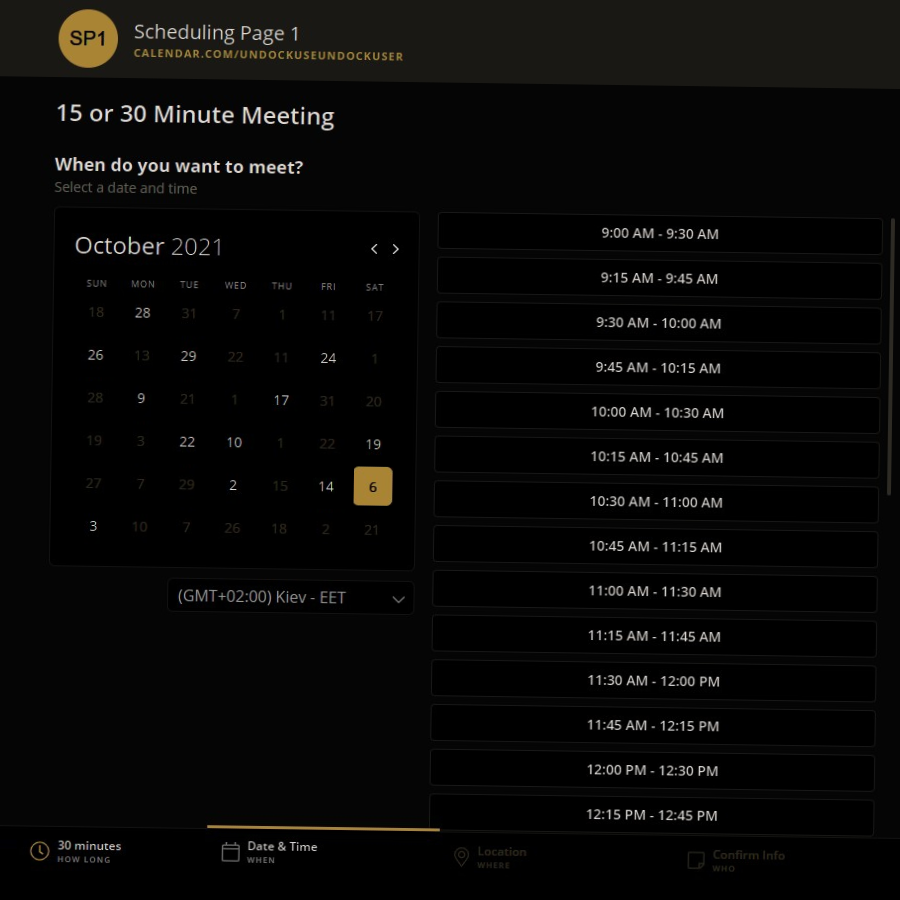 SP1
Scheduling Page 1
CALENDAR.COM/UNDOCKUSEUNDOCKUSER
15 or 30 Minute Meeting
When do you want to meet?
Select a date and time
October 2021
SUN MON TUE WED THU FRI SAT
18 28 31 7 1 11 17
26 13 29 22 11 24 1
28 9 21 1 17 31 20
19 3 22 10 1 22 19
27 7 29 2 15 14 6
3 10 7 26 18 2 21
(GMT+02:00) Kiev - EET
9:00 AM - 9:30 AM
9:15 AM - 9:45 AM
9:30 AM - 10:00 AM
9:45 AM - 10:15 AM
10:00 AM - 10:30 AM
10:15 AM - 10:45 AM
10:30 AM - 11:00 AM
10:45 AM - 11:15 AM
11:00 AM - 11:30 AM
11:15 AM - 11:45 AM
11:30 AM - 12:00 PM
11:45 AM - 12:15 PM
12:00 PM - 12:30 PM
12:15 PM - 12:45 PM
30 minutes
HOW LONG
Date & Time
WHEN
Location
WHERE
Confirm Info
WHO